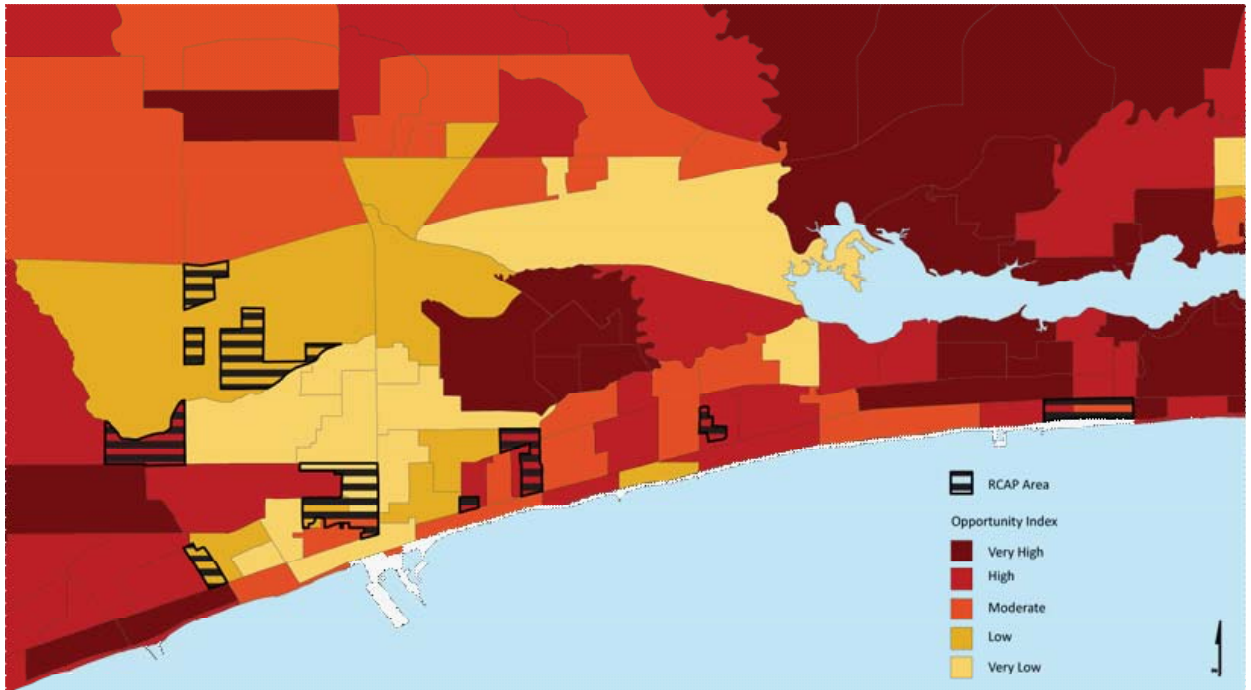 RCAP Area
Opportunity Index
Very High
High
Moderate
Low
Very Low